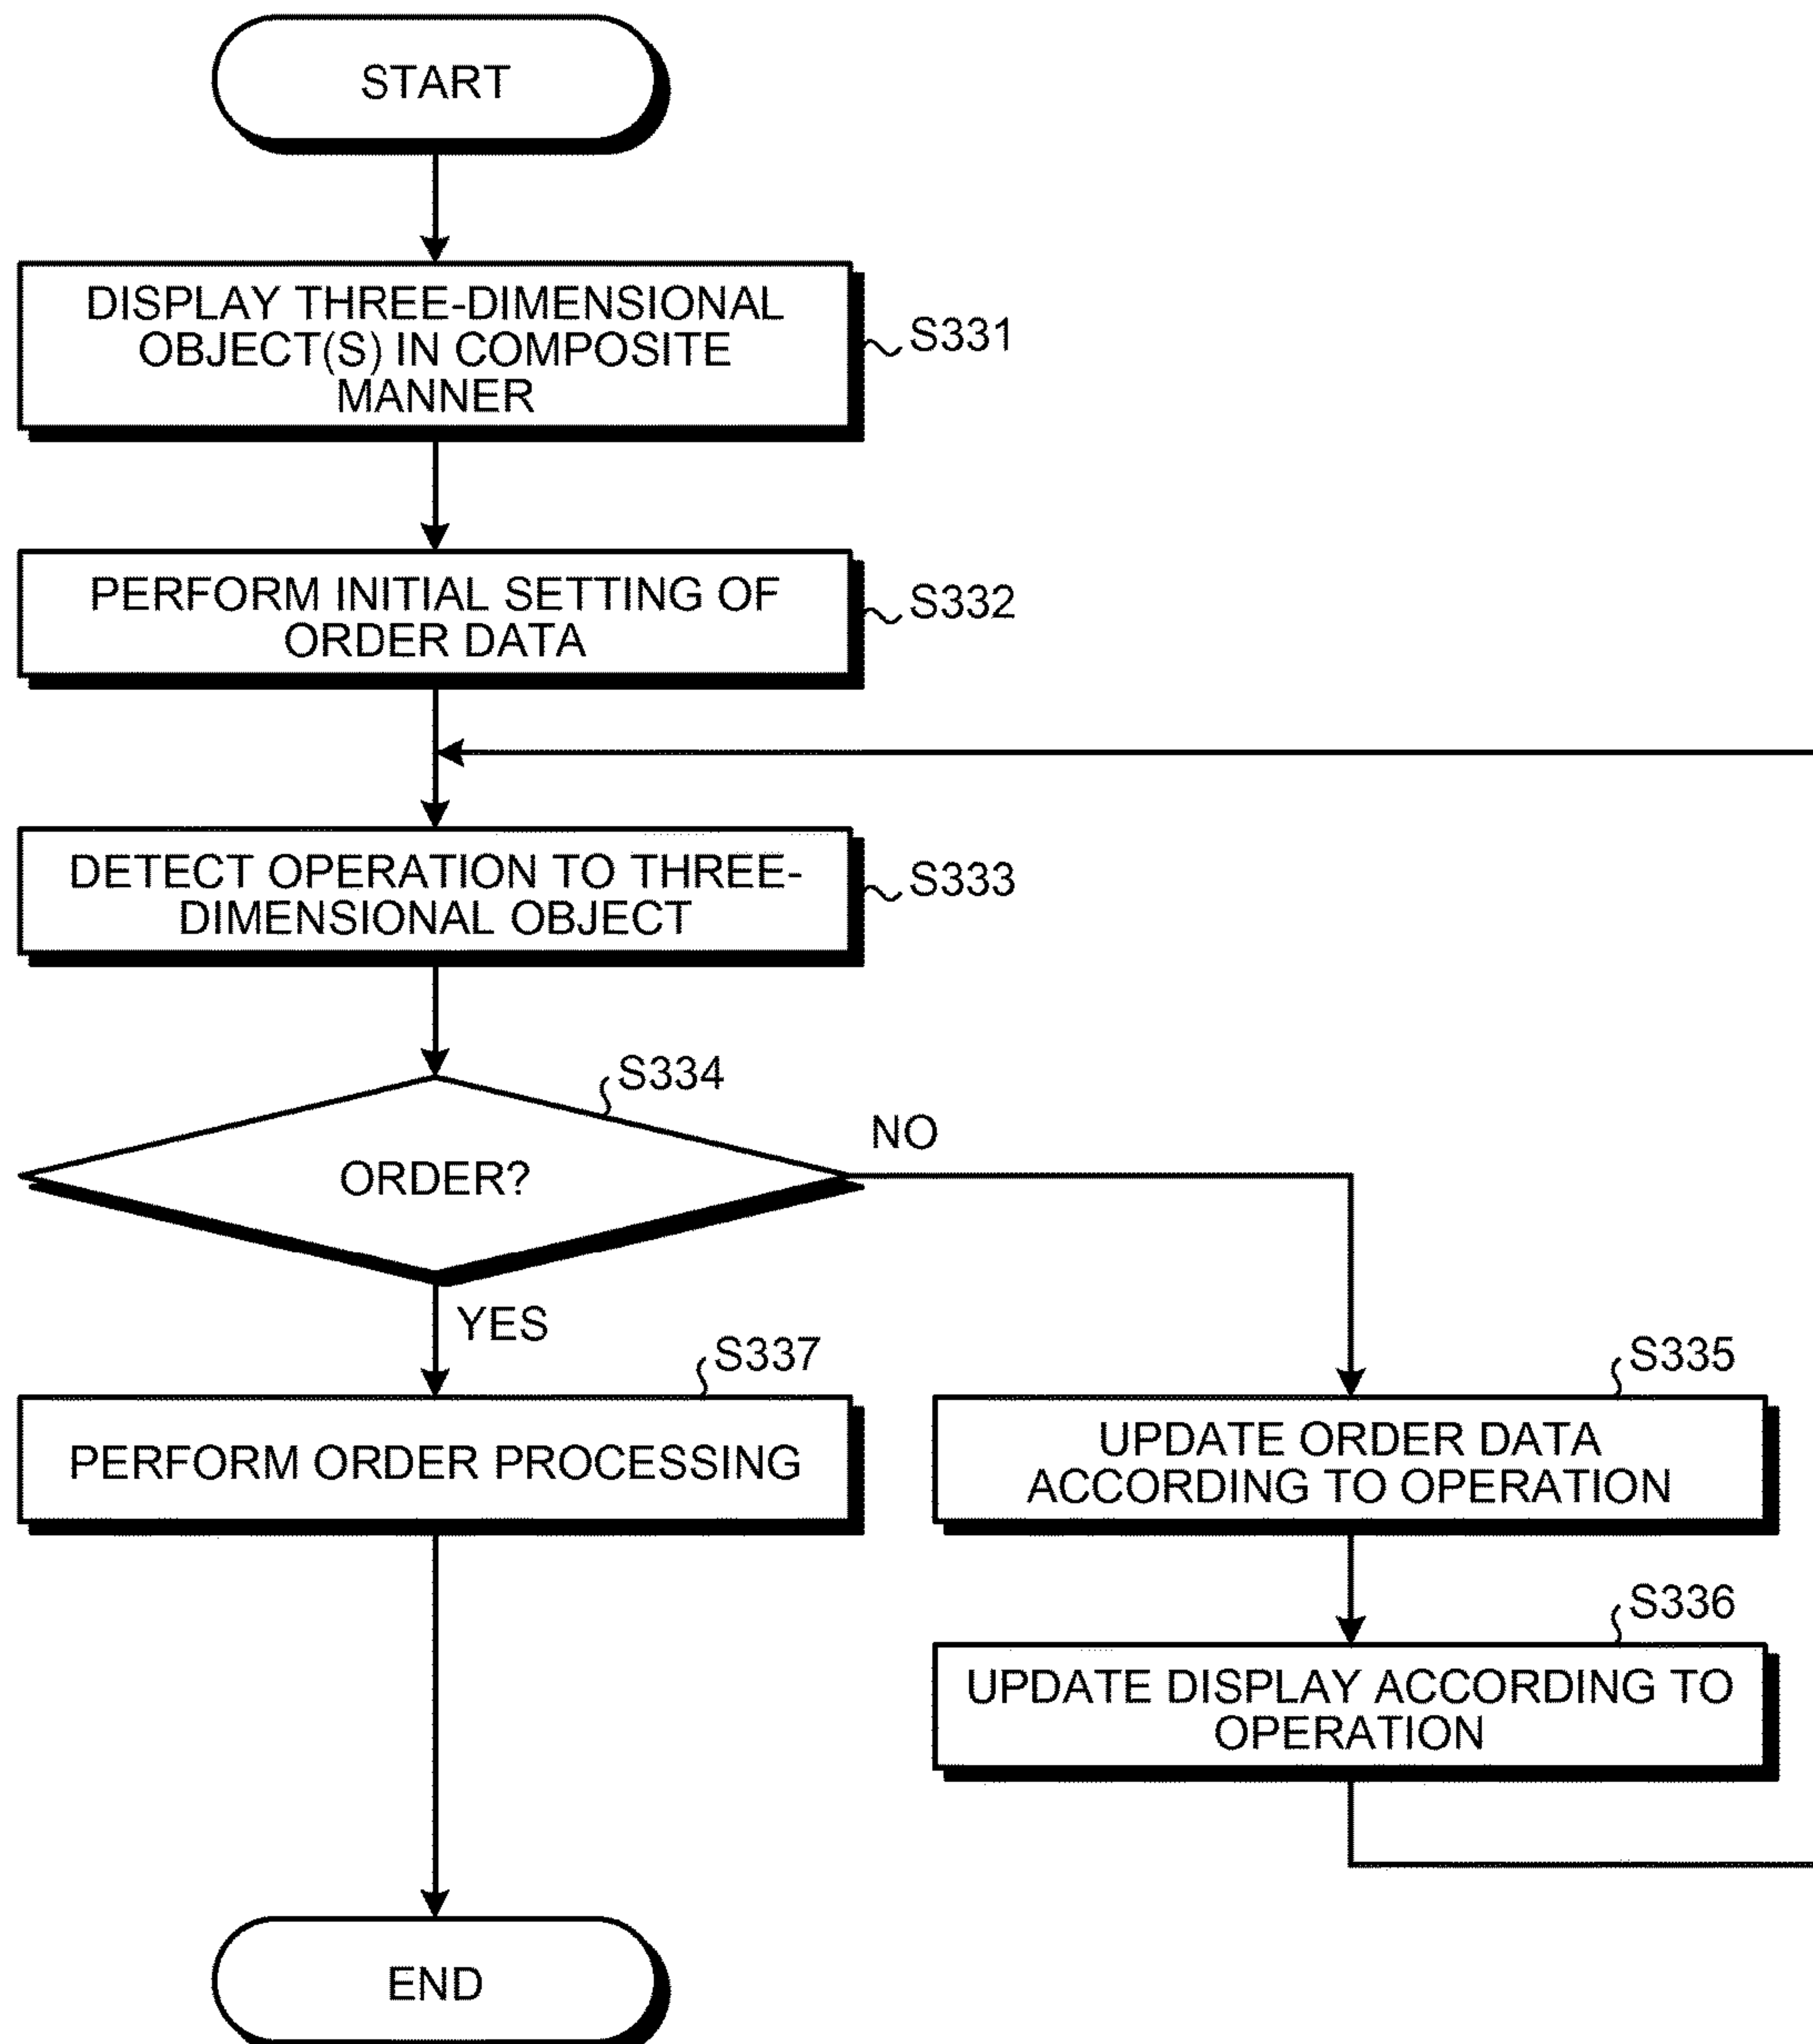 START
DISPLAY THREE-DIMENSIONAL
OBJECT(S) IN COMPOSITE
MANNER
S331
PERFORM INITIAL SETTING OF
ORDER DATA
S332
DETECT OPERATION TO THREE-
DIMENSIONAL OBJECT
S333
S334
ORDER?
NO
YES
S337
PERFORM ORDER PROCESSING
S335
UPDATE ORDER DATA
ACCORDING TO OPERATION
S336
UPDATE DISPLAY ACCORDING TO
OPERATION
END